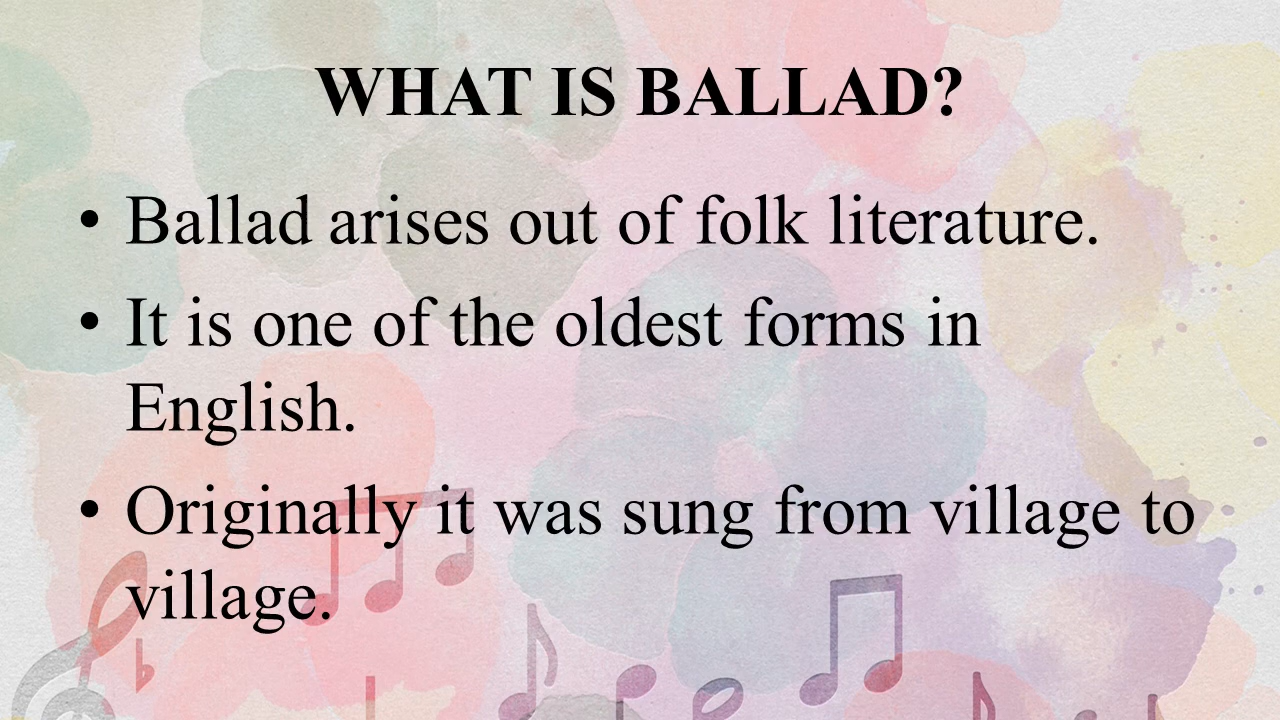 WHAT IS BALLAD?
• Ballad arises out of folk literature.
• It is one of the oldest forms in
English.
• Originally it was sung from village to
village.